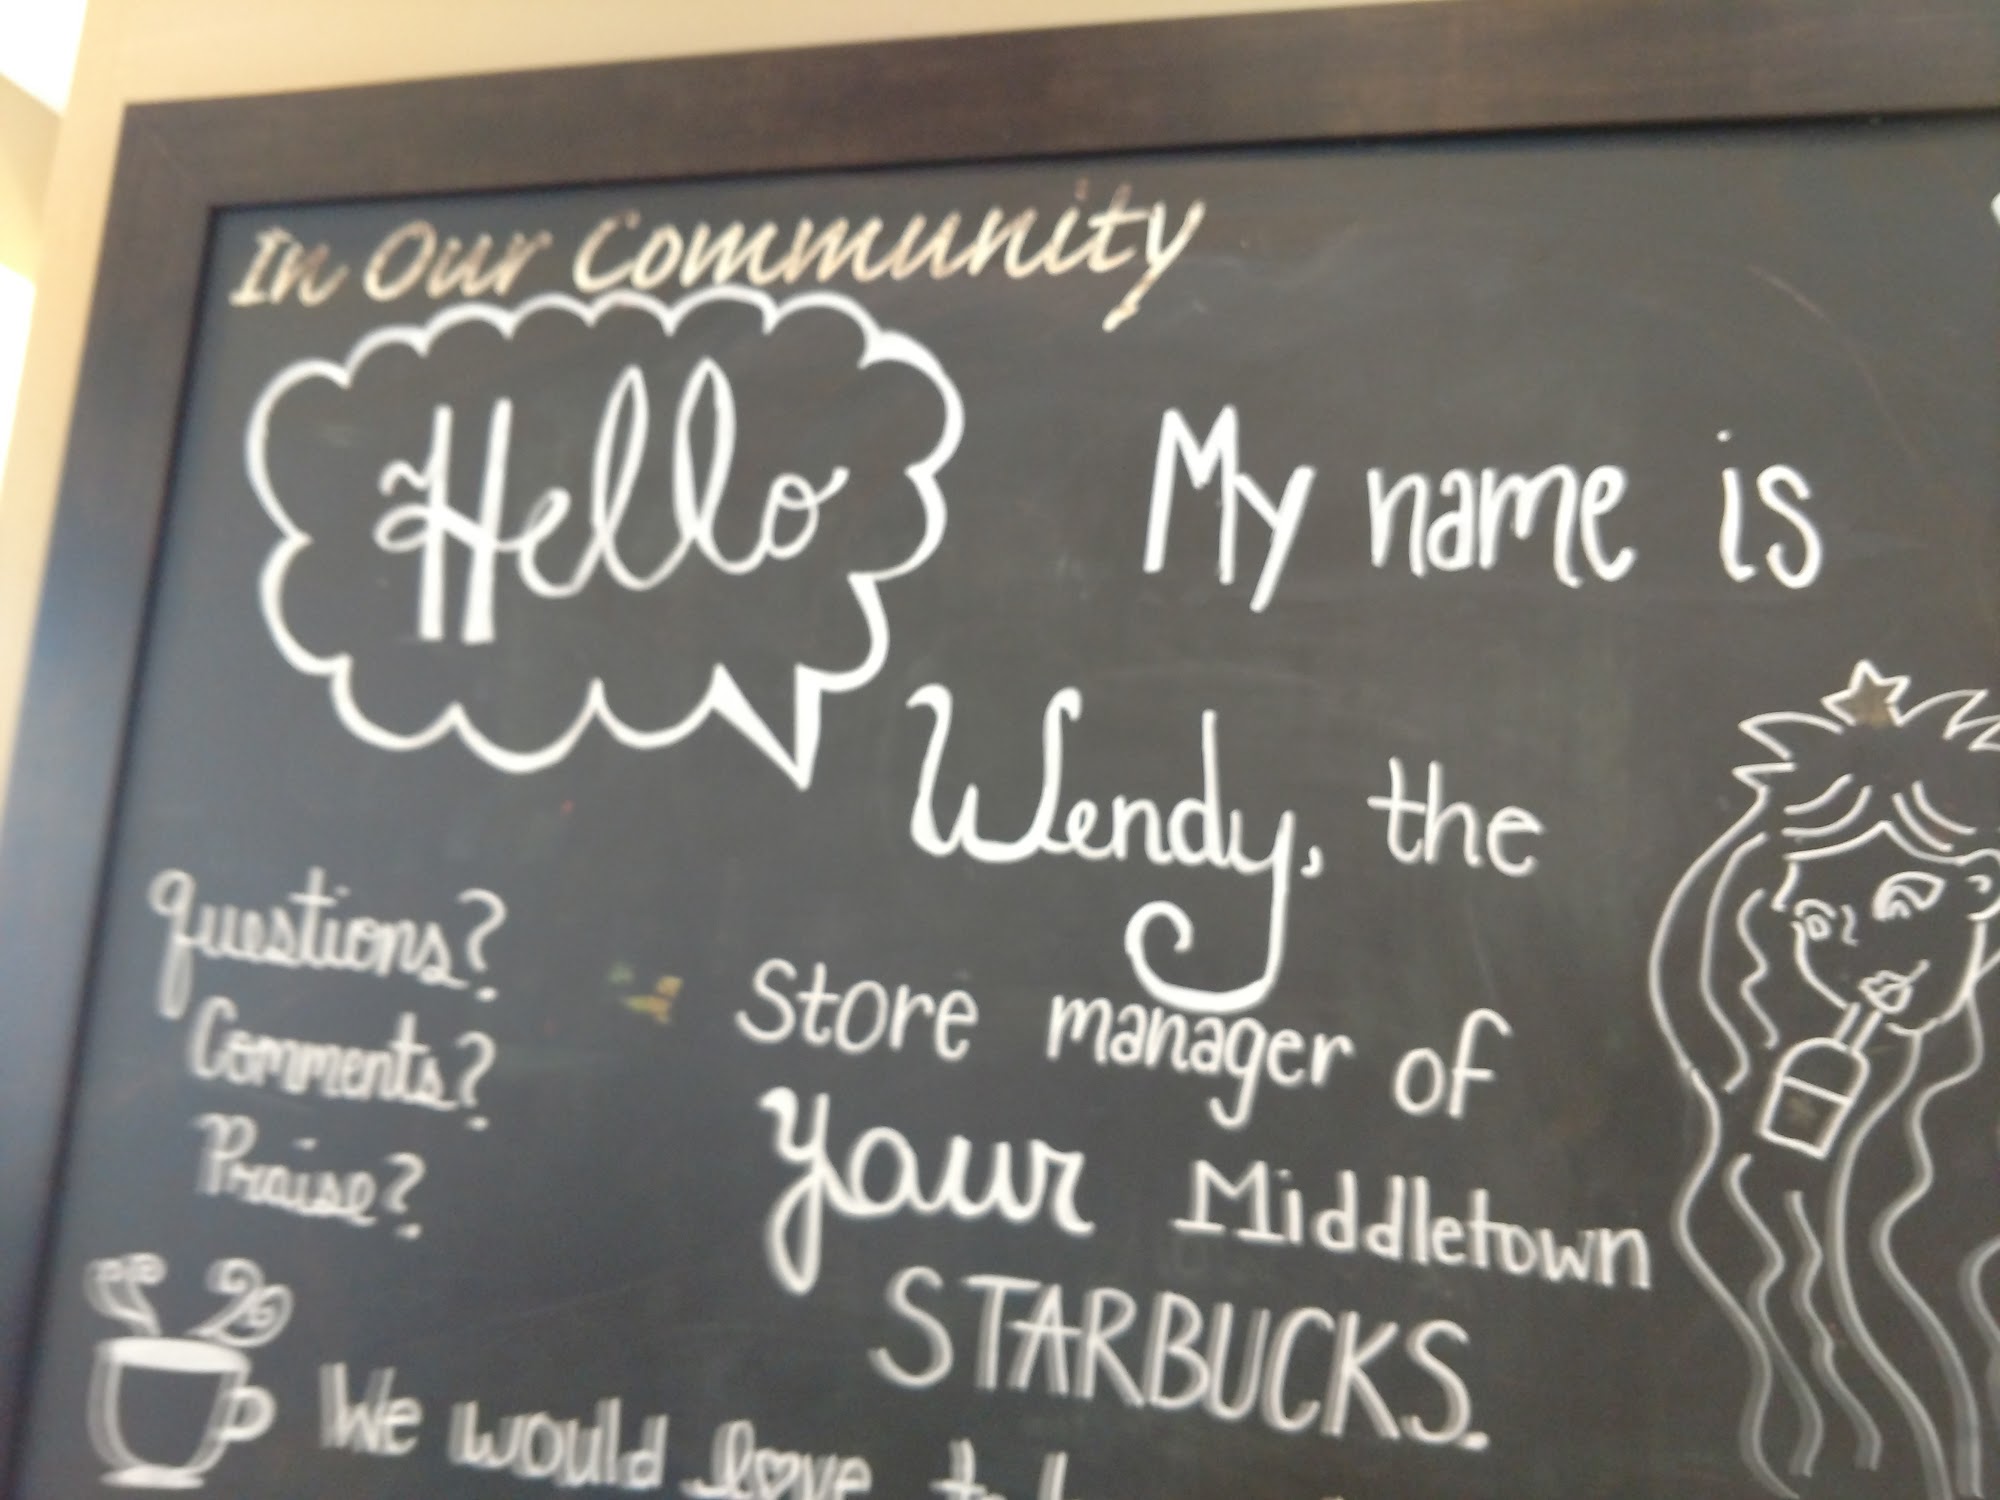 In Our Community
Hello
My name is
Wendy, the
Store manager of
your Middletown
STARBUCKS.
questions?
Comments?
Praise?
We would love